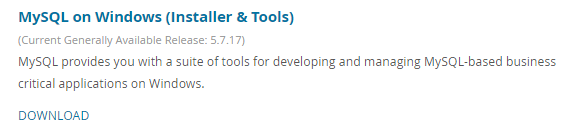 MySQL on Windows (Installer & Tools)
(Current Generally Available Release: 5.7.17)
MySQL provides you with a suite of tools for developing and managing MySQL-based business
critical applications on Windows.
DOWNLOAD